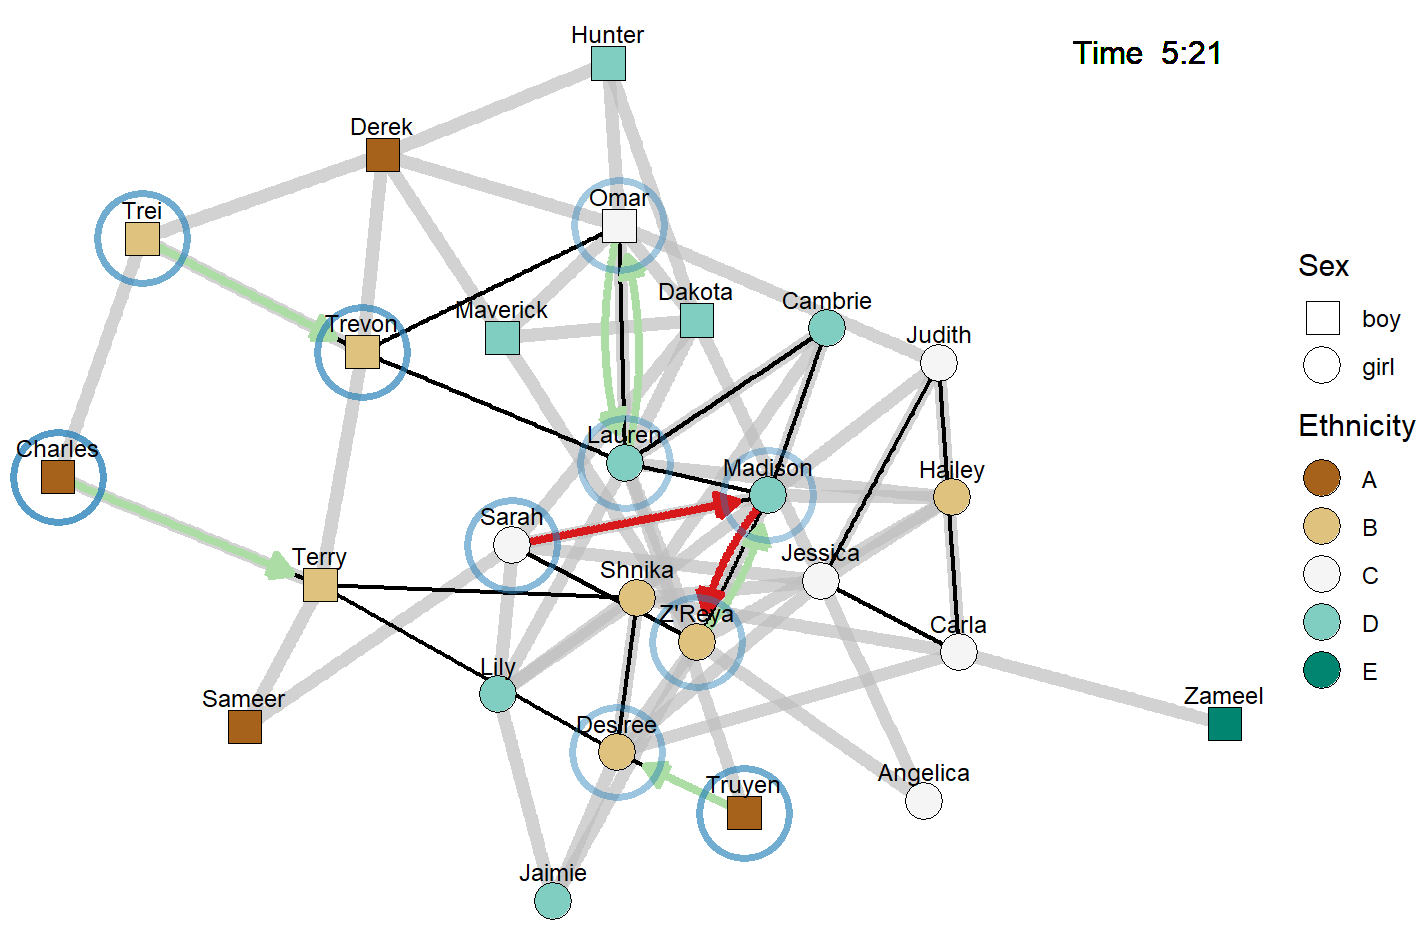 Hunter
Time 5:21
Derek
Omar
Trei
Sex
Dakota
Cambrie
Maverick
boy
Trevon
Judith
girl
Ethnicity
Lauren
Charles
Madison
Hailey
A
Sarah
B
Terry
Jessica
Shnika
C
Z'Reya
Carla
D
Lily
E
Sameer
Zameel
Desiree
Angelica
Truyen
Jaimie